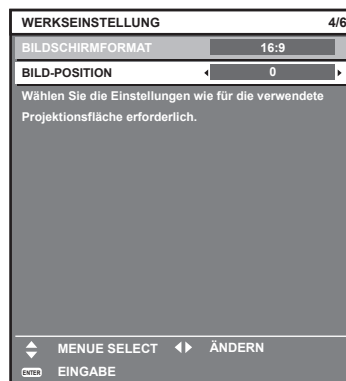 WERKSEINSTELLUNG 4/6
BILDSCHIRMFORMAT 16:9
BILD-POSITION 0
Wählen Sie die Einstellungen wie für die verwendete
Projektionsfläche erforderlich.
MENUE SELECT ÄNDERN
ENTER EINGABE